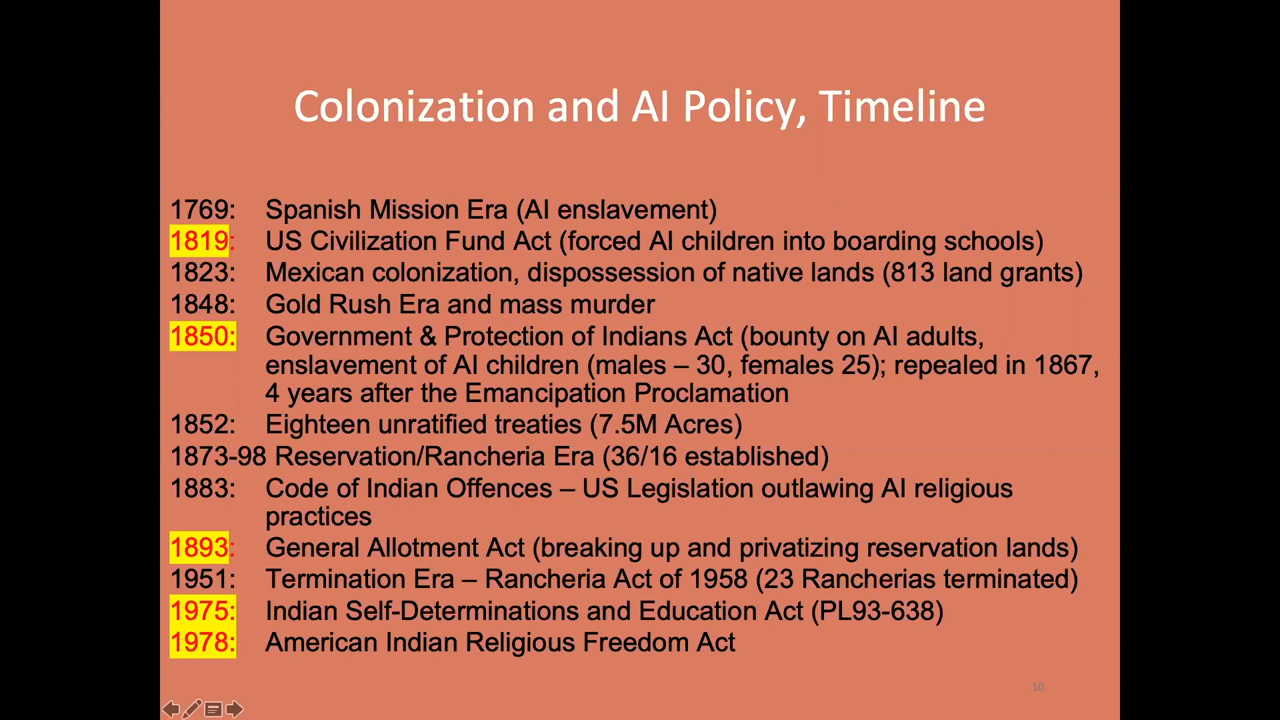 Colonization and AI Policy, Timeline
1769: Spanish Mission Era (AI enslavement)
1819: US Civilization Fund Act (forced AI children into boarding schools)
1823: Mexican colonization, dispossession of native lands (813 land grants)
1848: Gold Rush Era and mass murder
1850: Government & Protection of Indians Act (bounty on AI adults,
enslavement of AI children (males – 30, females 25); repealed in 1867,
4 years after the Emancipation Proclamation
1852: Eighteen unratified treaties (7.5M Acres)
1873-98 Reservation/Rancheria Era (36/16 established)
1883: Code of Indian Offences – US Legislation outlawing AI religious
practices
1893: General Allotment Act (breaking up and privatizing reservation lands)
1951: Termination Era – Rancheria Act of 1958 (23 Rancherias terminated)
1975: Indian Self-Determinations and Education Act (PL93-638)
1978: American Indian Religious Freedom Act
10